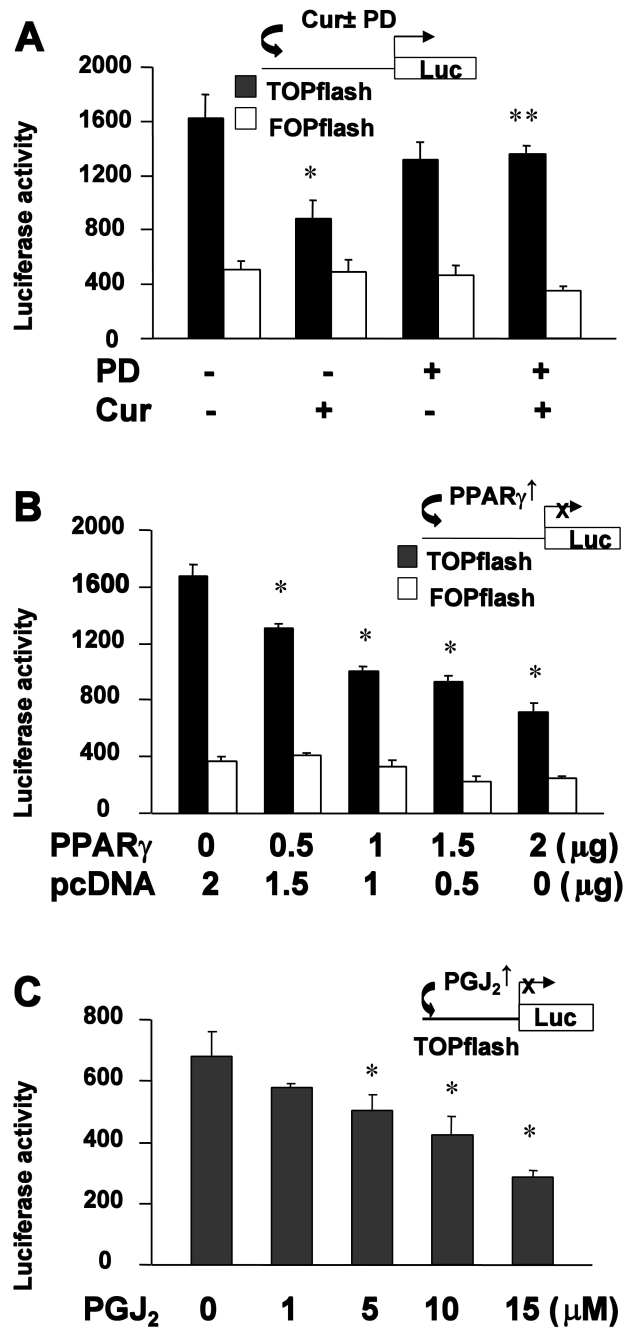 A
Cur± PD
Luc
2000
TOPflash
FOPflash
1600
**
1200
*
800
400
0
Luciferase activity
PD - - + +
Cur - + - +
B
PPARγ↑
X
Luc
2000
TOPflash
FOPflash
1600
*
1200
*
*
*
800
400
0
Luciferase activity
PPARγ 0 0.5 1 1.5 2 (μg)
pcDNA 2 1.5 1 0.5 0 (μg)
C
PGJ₂↑
X
Luc
TOPflash
800
600
*
*
400
*
200
0
Luciferase activity
PGJ₂ 0 1 5 10 15 (μM)